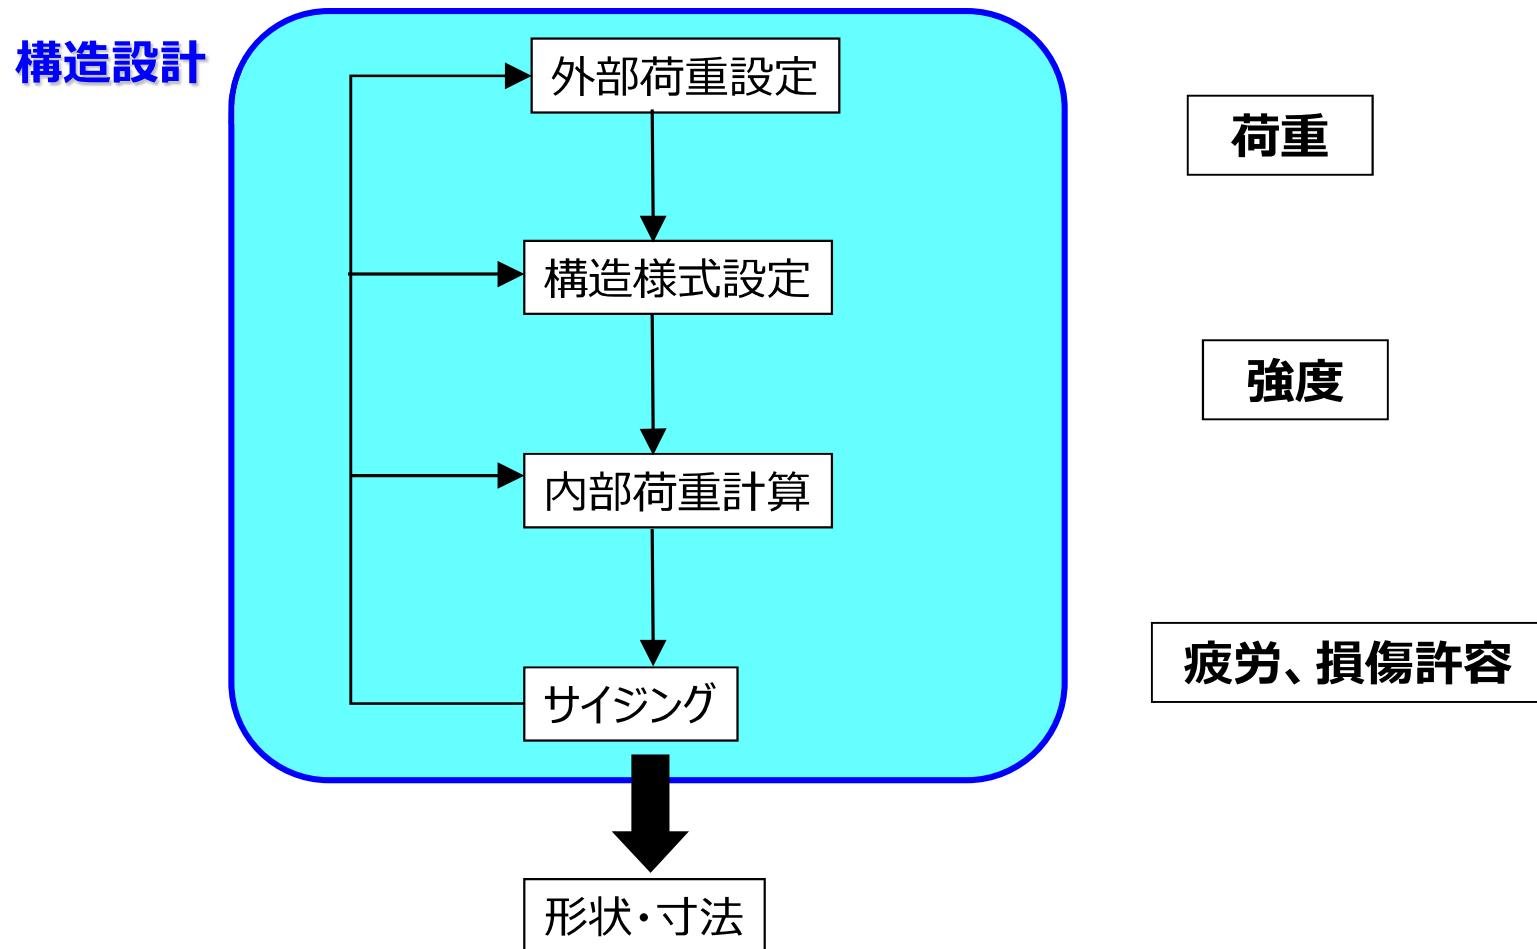 構造設計
外部荷重設定
荷重
構造様式設定
強度
内部荷重計算
疲労、損傷許容
サイジング
形状・寸法